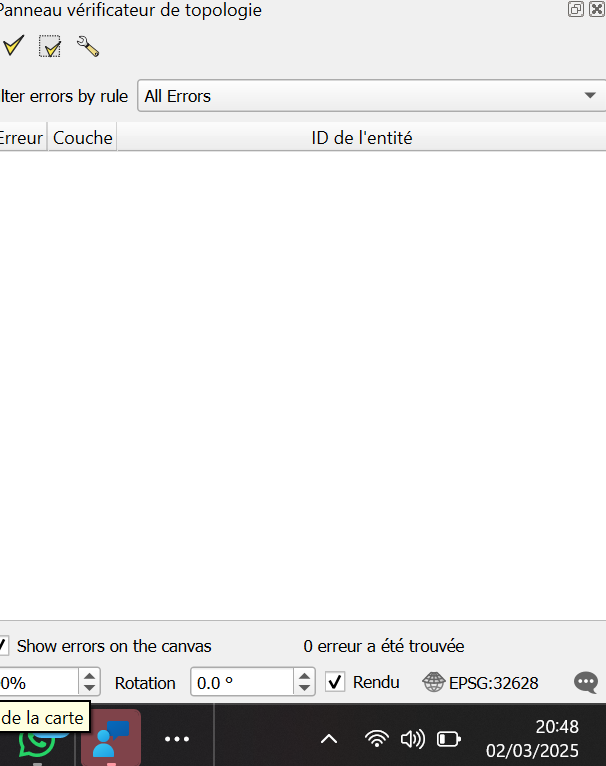 Panneau vérificateur de topologie
lter errors by rule All Errors
Erreur Couche ID de l'entité
Show errors on the canvas 0 erreur a été trouvée
0% Rotation 0.0 ° Rendu EPSG:32628
de la carte
20:48
02/03/2025